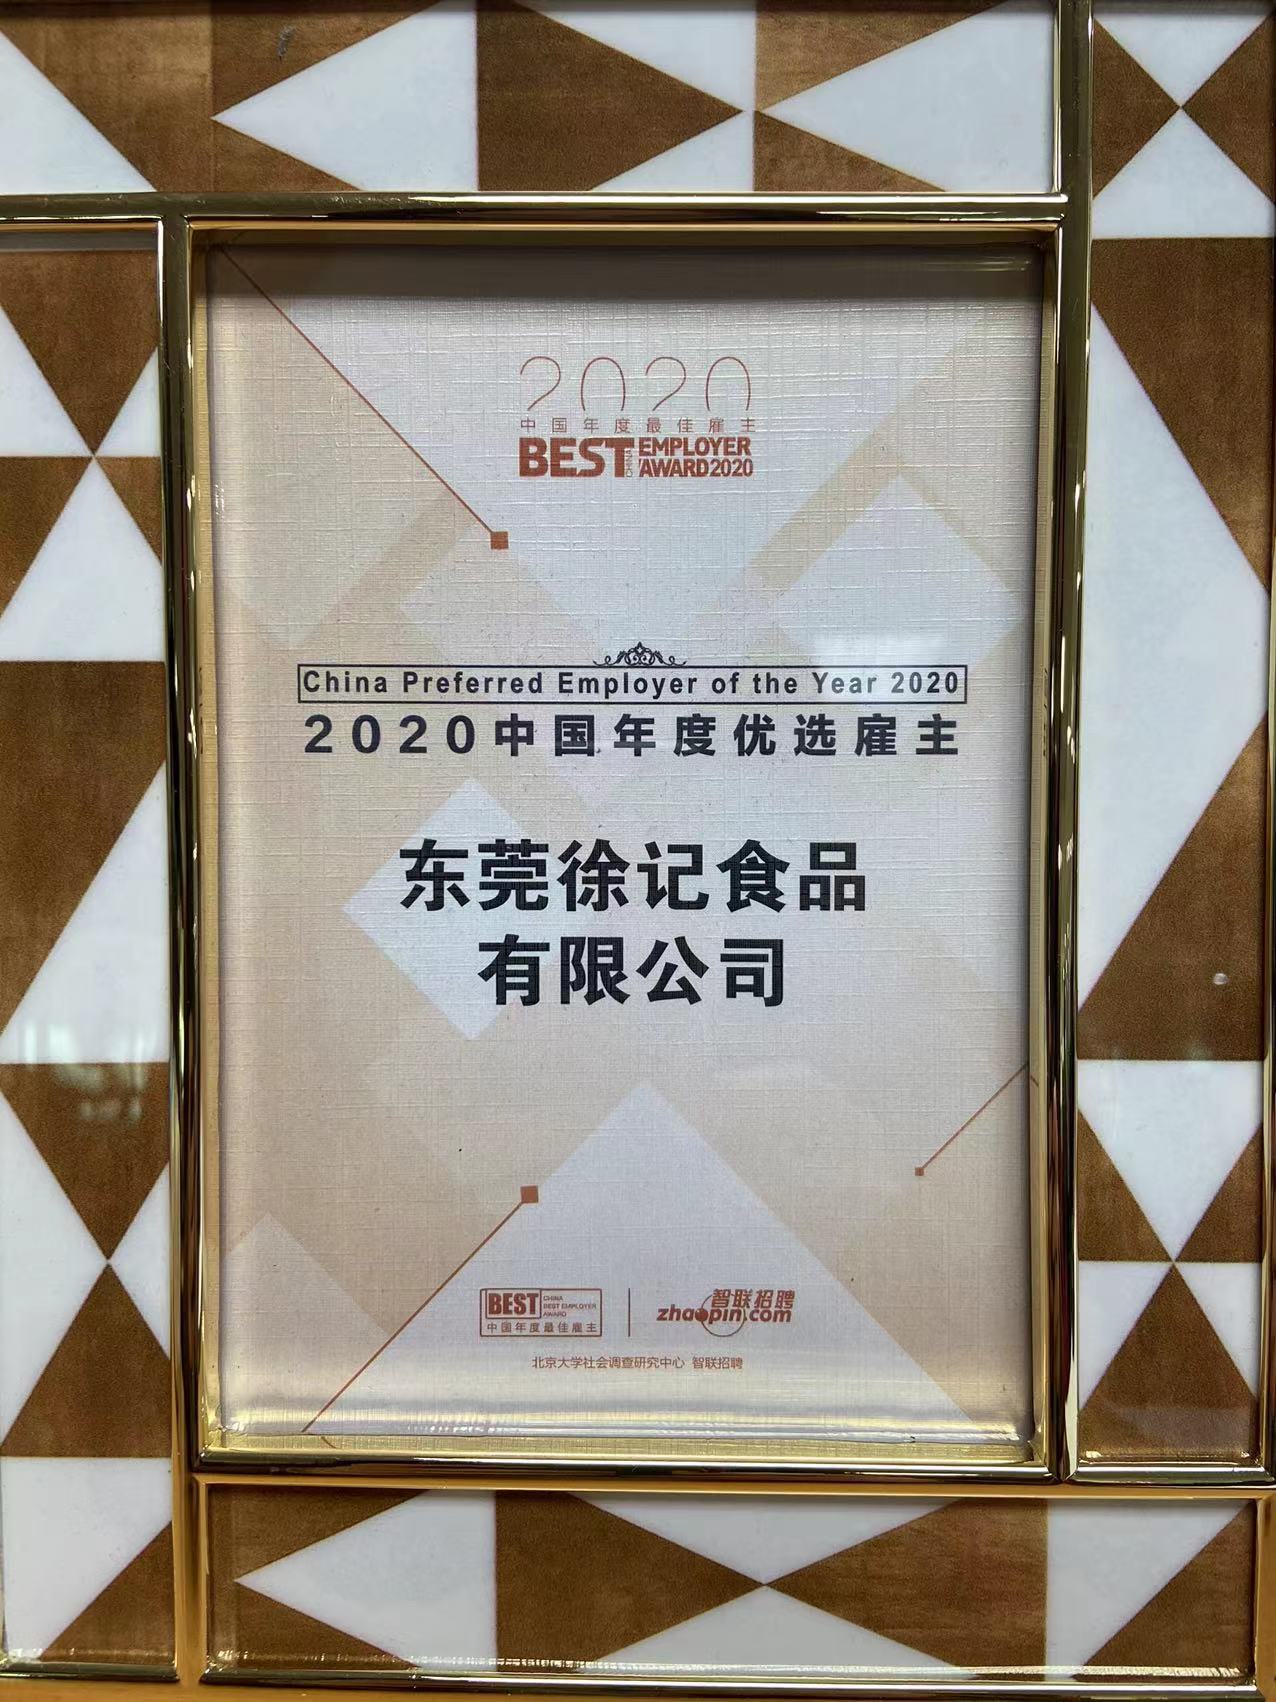 2020
中国年度最佳雇主
BEST CHINA EMPLOYER
AWARD2020
China Preferred Employer of the Year 2020
2020中国年度优选雇主
东莞徐记食品
有限公司
BEST CHINA
BEST EMPLOYER
AWARD
中国年度最佳雇主
智联招聘
zhaopin.com
北京大学社会调查研究中心 智联招聘